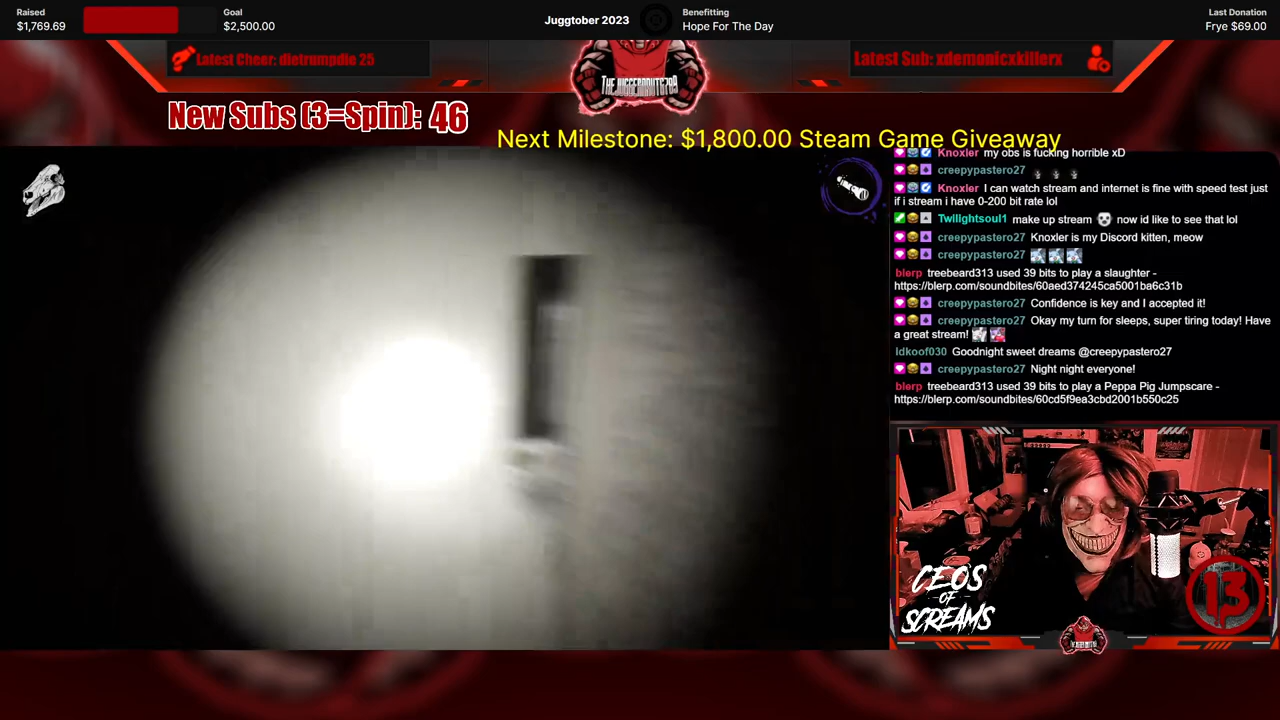 Raised
$1,769.69
Goal
$2,500.00
Juggtober 2023
Benefitting
Hope For The Day
Last Donation
Frye $69.00
Latest Cheer: dietrumpdie 25
THEJUGGERNAUT6789
Latest Sub: xdemonicxkillerx
New Subs (3=Spin): 46
Next Milestone: $1,800.00 Steam Game Giveaway
Knoxler my obs is fucking horrible xD
creepypastero27
Knoxler I can watch stream and internet is fine with speed test just
if i stream i have 0-200 bit rate lol
Twilightsoul1 make up stream now id like to see that lol
creepypastero27 Knoxler is my Discord kitten, meow
creepypastero27
blerp treebeard313 used 39 bits to play a slaughter -
https://blerp.com/soundbites/60aed374245ca5001ba6c31b
creepypastero27 Confidence is key and I accepted it!
creepypastero27 Okay my turn for sleeps, super tiring today! Have
a great stream!
Idkoof030 Goodnight sweet dreams @creepypastero27
creepypastero27 Night night everyone!
blerp treebeard313 used 39 bits to play a Peppa Pig Jumpscare -
https://blerp.com/soundbites/60cd5f9ea3cbd2001b550c25
CEOS
OF
SCREAMS
13